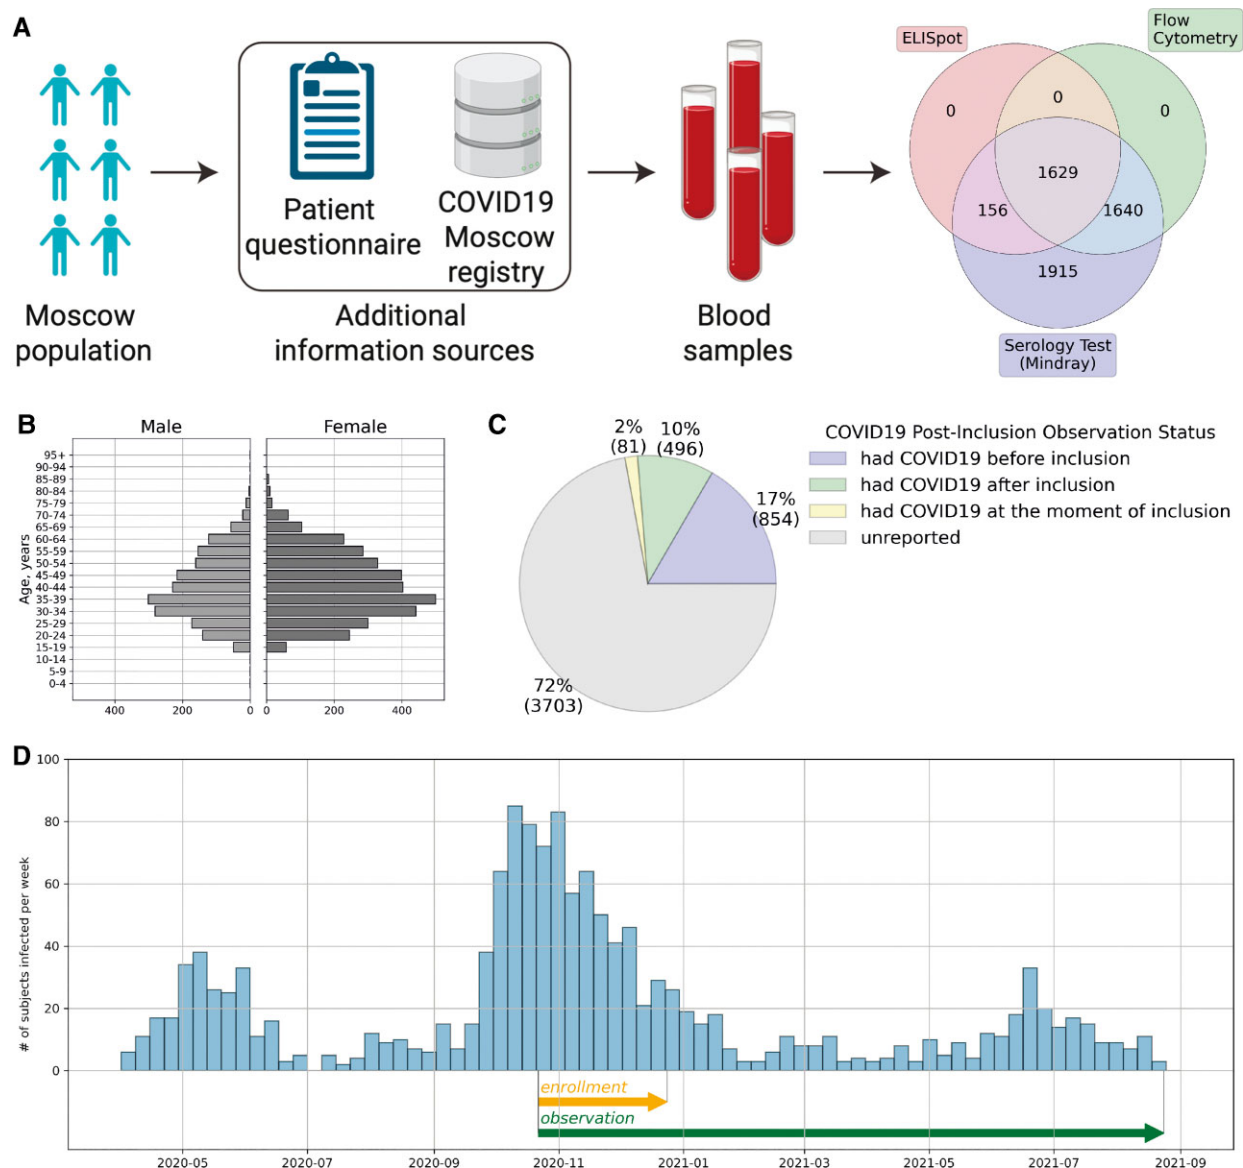 A
Moscow
population
Patient
questionnaire
COVID19
Moscow
registry
Additional
information sources
Blood
samples
ELISpot
Flow
Cytometry
0
0
0
1629
156
1640
1915
Serology Test
(Mindray)
B
Male
Female
Age, years
95+
90-94
85-89
80-84
75-79
70-74
65-69
60-64
55-59
50-54
45-49
40-44
35-39
30-34
25-29
20-24
15-19
10-14
5-9
0-4
400
200
0
0
200
400
C
2%
(81)
10%
(496)
17%
(854)
72%
(3703)
COVID19 Post-Inclusion Observation Status
had COVID19 before inclusion
had COVID19 after inclusion
had COVID19 at the moment of inclusion
unreported
D
# of subjects infected per week
100
80
60
40
20
0
enrollment
observation
2020-05
2020-07
2020-09
2020-11
2021-01
2021-03
2021-05
2021-07
2021-09